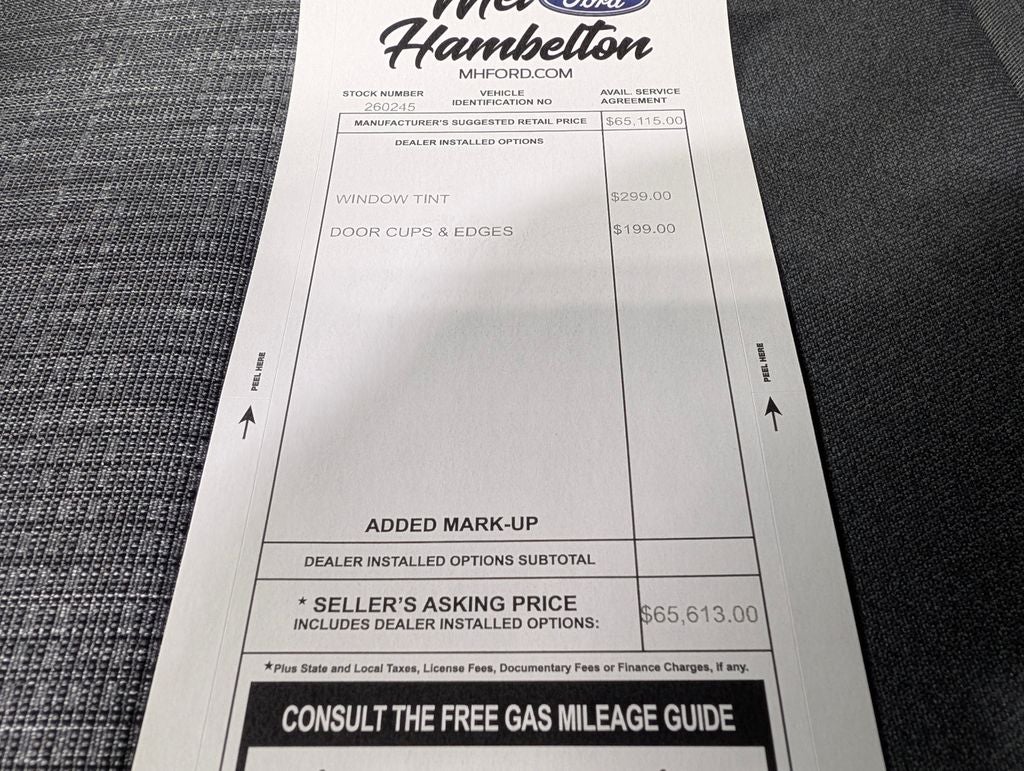 Mel Ford
Hambelton
MHFORD.COM
STOCK NUMBER
260245
VEHICLE
IDENTIFICATION NO
AVAIL. SERVICE
AGREEMENT
MANUFACTURER'S SUGGESTED RETAIL PRICE $65,115.00
DEALER INSTALLED OPTIONS
WINDOW TINT $299.00
DOOR CUPS & EDGES $199.00
PEEL HERE
PEEL HERE
ADDED MARK-UP
DEALER INSTALLED OPTIONS SUBTOTAL
* SELLER'S ASKING PRICE
INCLUDES DEALER INSTALLED OPTIONS: $65,613.00
*Plus State and Local Taxes, License Fees, Documentary Fees or Finance Charges, If any.
CONSULT THE FREE GAS MILEAGE GUIDE